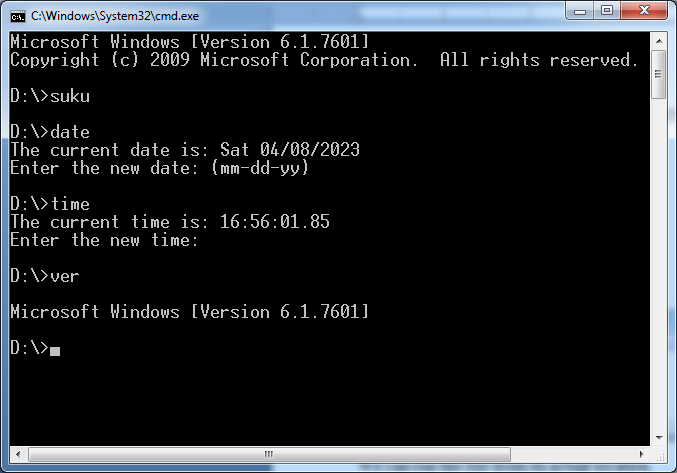 C:\Windows\System32\cmd.exe
Microsoft Windows [Version 6.1.7601]
Copyright (c) 2009 Microsoft Corporation.  All rights reserved.
D:\>suku
D:\>date
The current date is: Sat 04/08/2023
Enter the new date: (mm-dd-yy)
D:\>time
The current time is: 16:56:01.85
Enter the new time:
D:\>ver
Microsoft Windows [Version 6.1.7601]
D:\>